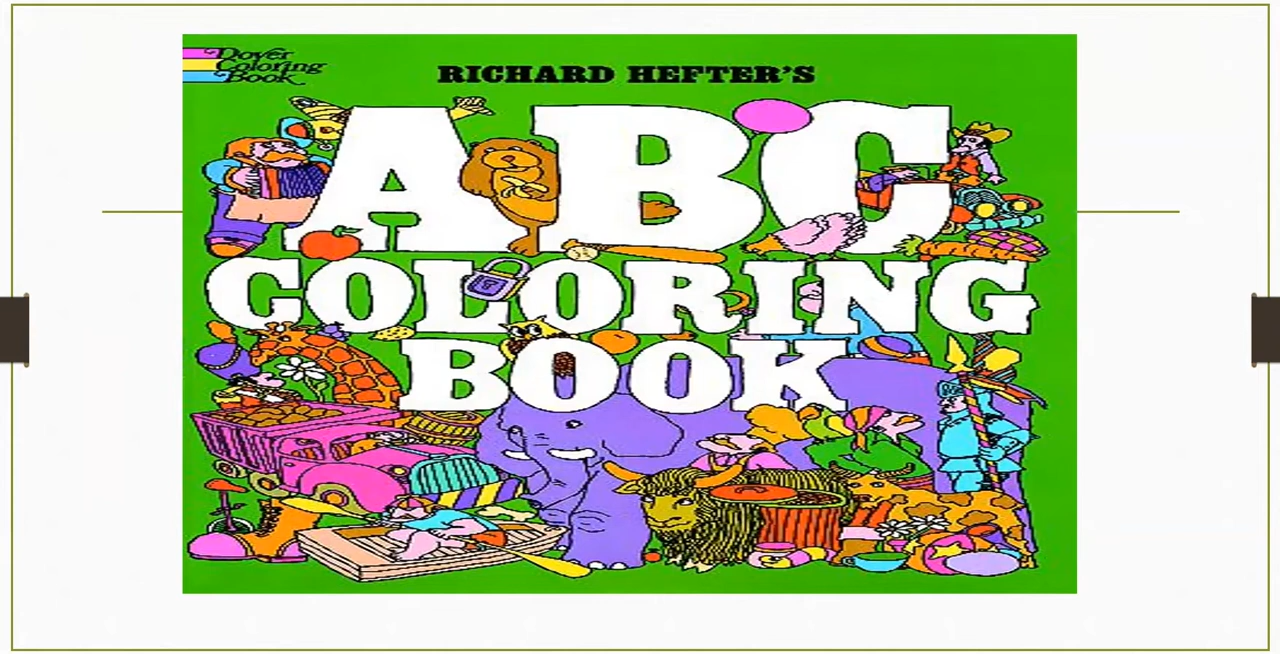 Dover
Coloring
Book
RICHARD HEFTER'S
ABC
COLORING
BOOK